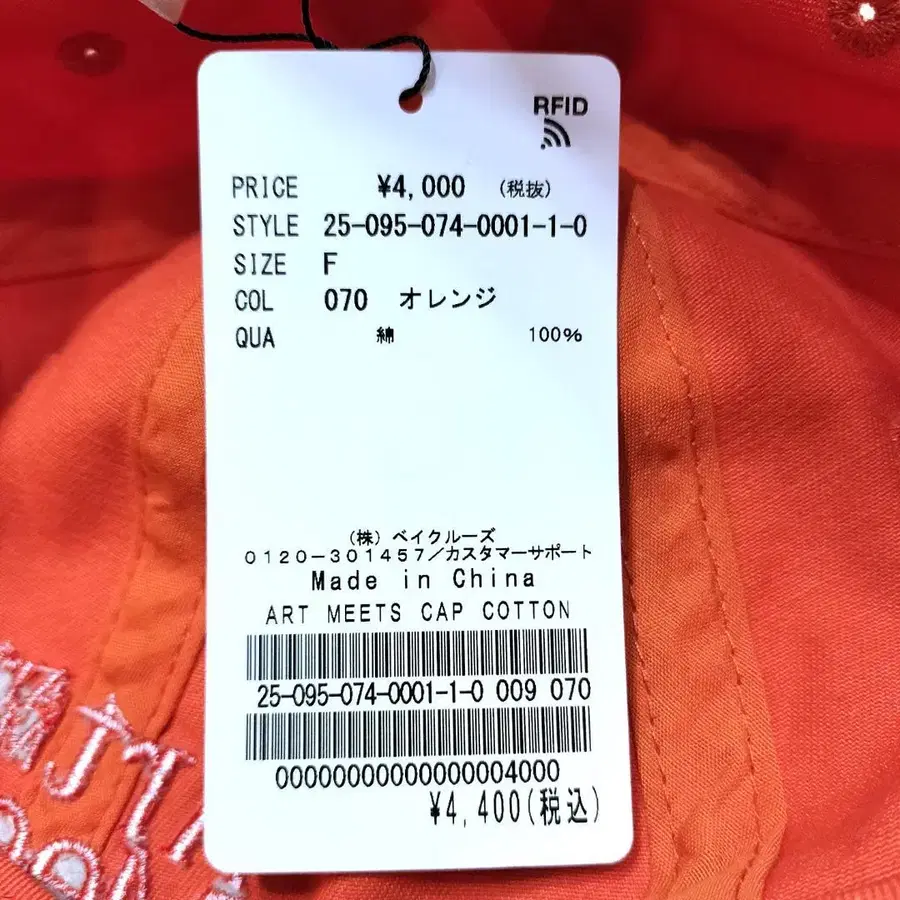 RFID
PRICE ¥4,000 (税抜)
STYLE 25-095-074-0001-1-0
SIZE F
COL 070 オレンジ
QUA 綿 100%
(株)ベイクルーズ
0120-301457/カスタマーサポート
Made in China
ART MEETS CAP COTTON
25-095-074-0001-1-0 009 070
00000000000000004000
¥4,400(税込)